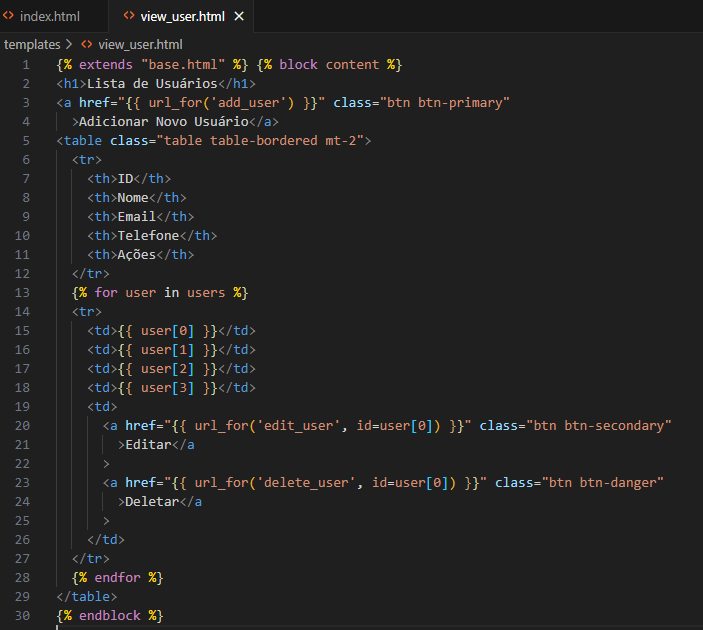 index.html view_user.html
templates > view_user.html
1 {% extends "base.html" %} {% block content %}
2 <h1>Lista de Usuários</h1>
3 <a href="{{ url_for('add_user') }}" class="btn btn-primary"
4 >Adicionar Novo Usuário</a>
5 <table class="table table-bordered mt-2">
6 <tr>
7 <th>ID</th>
8 <th>Nome</th>
9 <th>Email</th>
10 <th>Telefone</th>
11 <th>Ações</th>
12 </tr>
13 {% for user in users %}
14 <tr>
15 <td>{{ user[0] }}</td>
16 <td>{{ user[1] }}</td>
17 <td>{{ user[2] }}</td>
18 <td>{{ user[3] }}</td>
19 <td>
20 <a href="{{ url_for('edit_user', id=user[0]) }}" class="btn btn-secondary"
21 >Editar</a
22 >
23 <a href="{{ url_for('delete_user', id=user[0]) }}" class="btn btn-danger"
24 >Deletar</a
25 >
26 </td>
27 </tr>
28 {% endfor %}
29 </table>
30 {% endblock %}